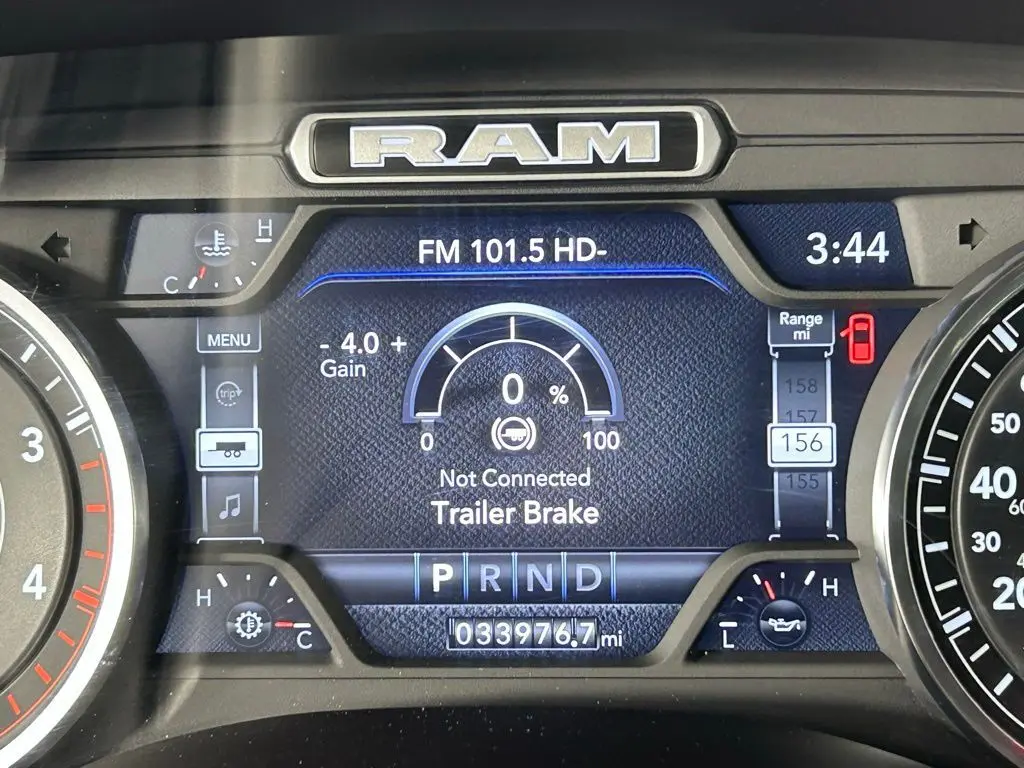 RAM
H
C
FM 101.5 HD-
3:44
MENU
trip
- 4.0 +
Gain
0 %
0
100
Not Connected
Trailer Brake
Range
mi
158
157
156
155
3
4
50
40
30
20
H
C
P R N D
033976.7 mi
L
H